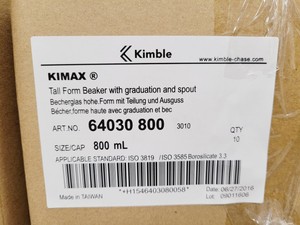 Kimble
KIMAX ®
www.kimble-chase.com
Tall Form Beaker with graduation and spout
Becherglas hohe.Form mit Teilung und Ausguss
Bécher,forme haute avec graduation et bec
ART.NO. 64030 800 3010
QTY
10
SIZE/CAP 800 mL
APPLICABLE STANDARD: ISO 3819 / ISO 3585 Borosilicate 3.3
*+H1546403080058*
Made in TAIWAN
Date 06/27/2016
Lot 09011606